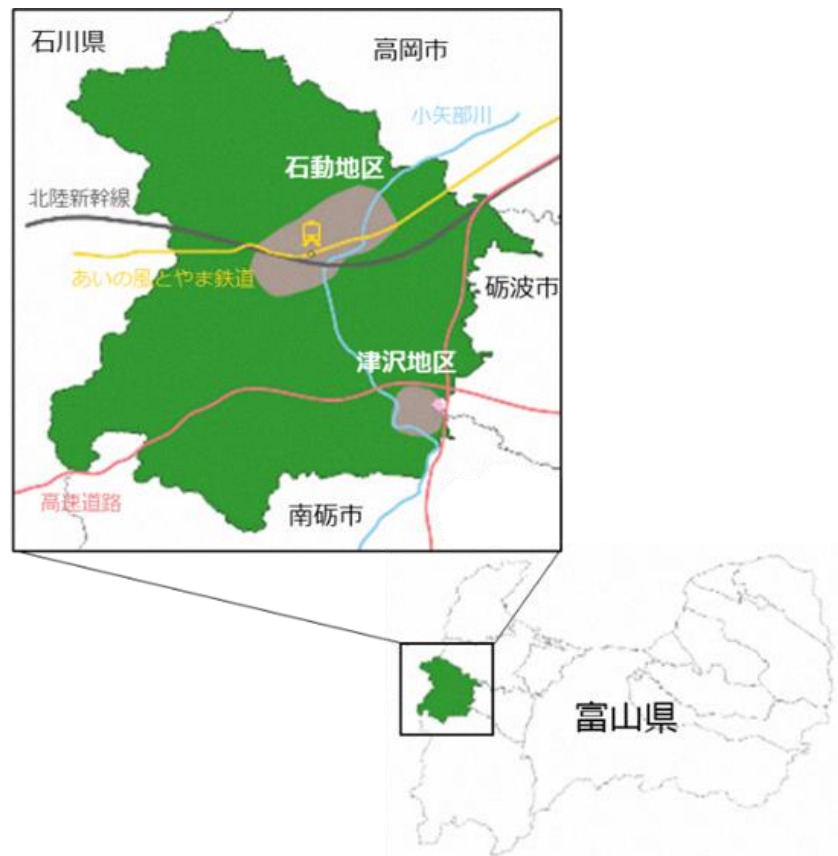 石川県
高岡市
小矢部川
石動地区
北陸新幹線
あいの風とやま鉄道
砺波市
津沢地区
高速道路
南砺市
富山県